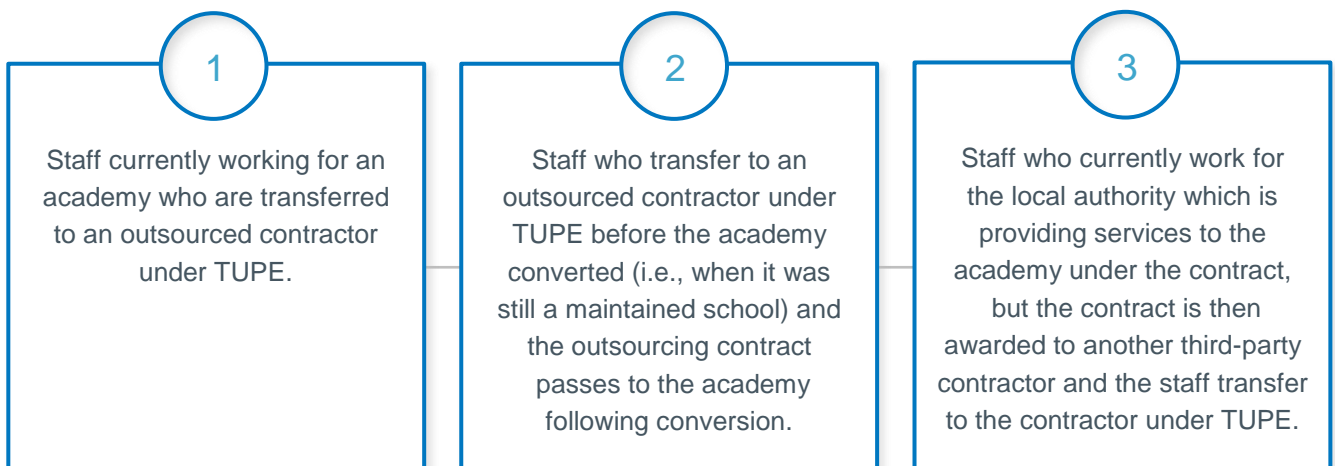 1
Staff currently working for an
academy who are transferred
to an outsourced contractor
under TUPE.
2
Staff who transfer to an
outsourced contractor under
TUPE before the academy
converted (i.e., when it was
still a maintained school) and
the outsourcing contract
passes to the academy
following conversion.
3
Staff who currently work for
the local authority which is
providing services to the
academy under the contract,
but the contract is then
awarded to another third-party
contractor and the staff transfer
to the contractor under TUPE.